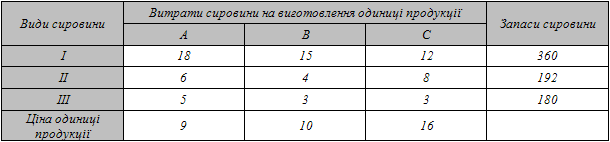 Види сировини
Витрати сировини на виготовлення одиниці продукції
Запаси сировини
A B C
I 18 15 12 360
II 6 4 8 192
III 5 3 3 180
Ціна одиниці
продукції
9 10 16